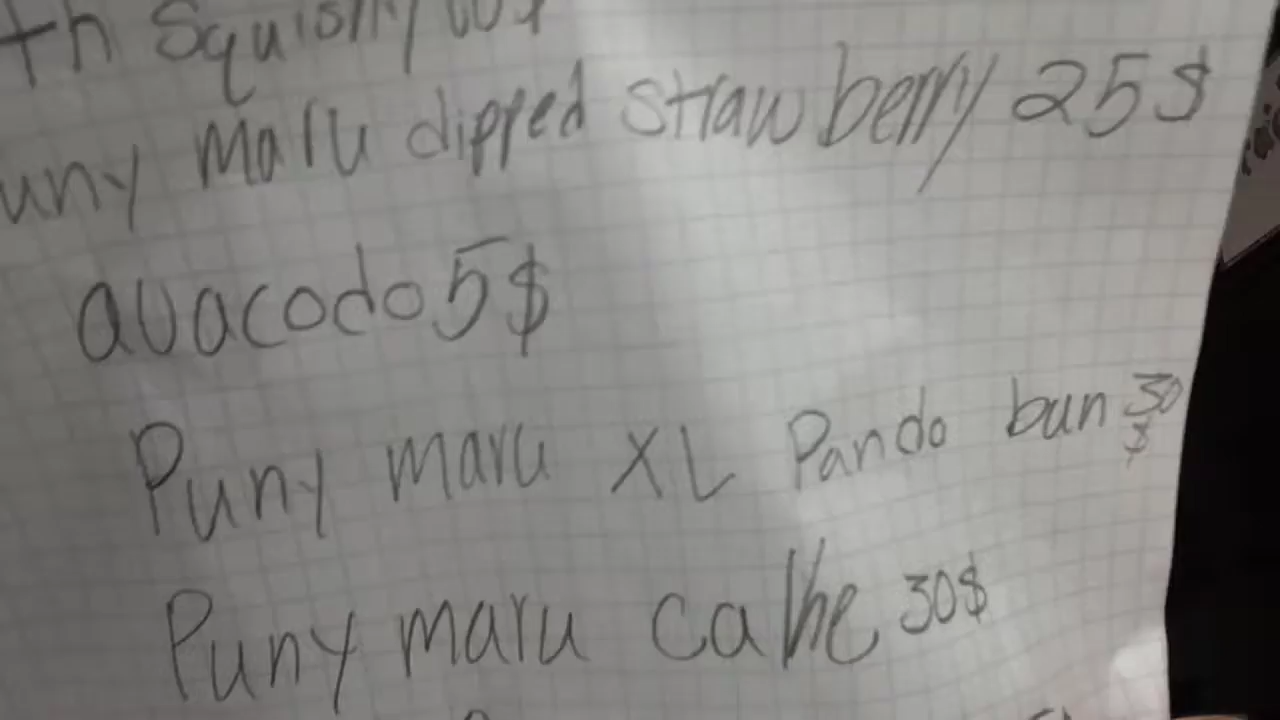 th Squishy
uny maru dipped strawberry 25$
avacodo 5$
Puny maru XL Pando bun 30$
Puny maru cake 30$